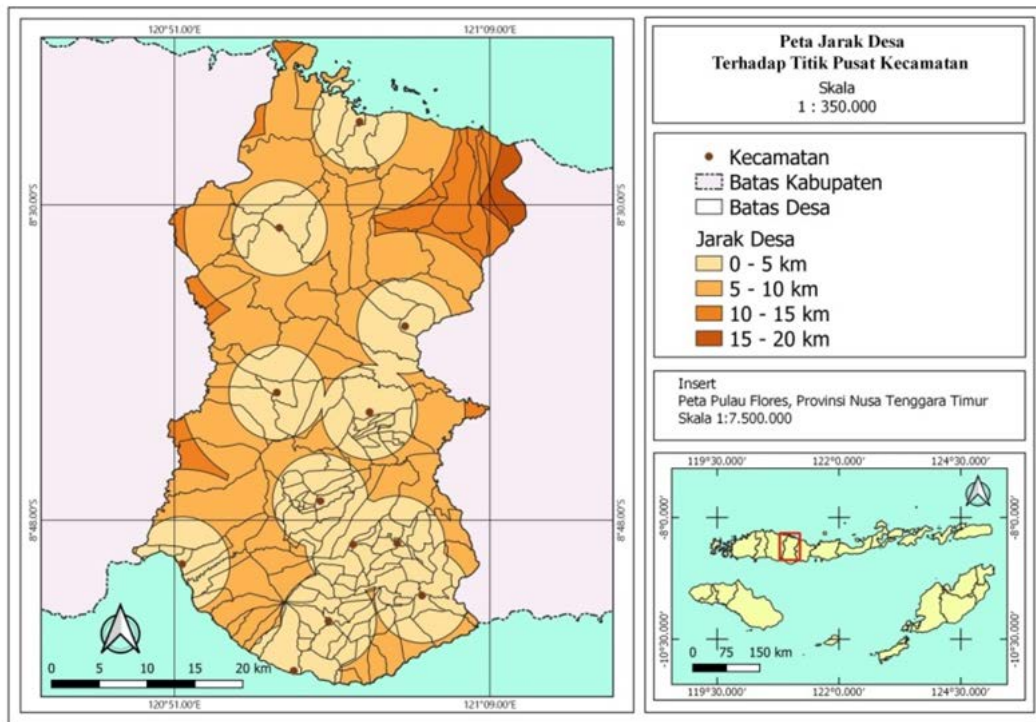 120°51.00'E
121°09.00'E
8°30.00'S
8°30.00'S
8°48.00'S
8°48.00'S
0 5 10 15 20 km
120°51.00'E
121°09.00'E
Peta Jarak Desa
Terhadap Titik Pusat Kecamatan
Skala
1 : 350.000
Kecamatan
Batas Kabupaten
Batas Desa
Jarak Desa
0 - 5 km
5 - 10 km
10 - 15 km
15 - 20 km
Insert
Peta Pulau Flores, Provinsi Nusa Tenggara Timur
Skala 1:7.500.000
119°30.000'
122°0.000'
124°30.000'
-8°0.000'
-8°0.000'
-10°30.000'
-10°30.000'
0 75 150 km
119°30.000'
122°0.000'
124°30.000'